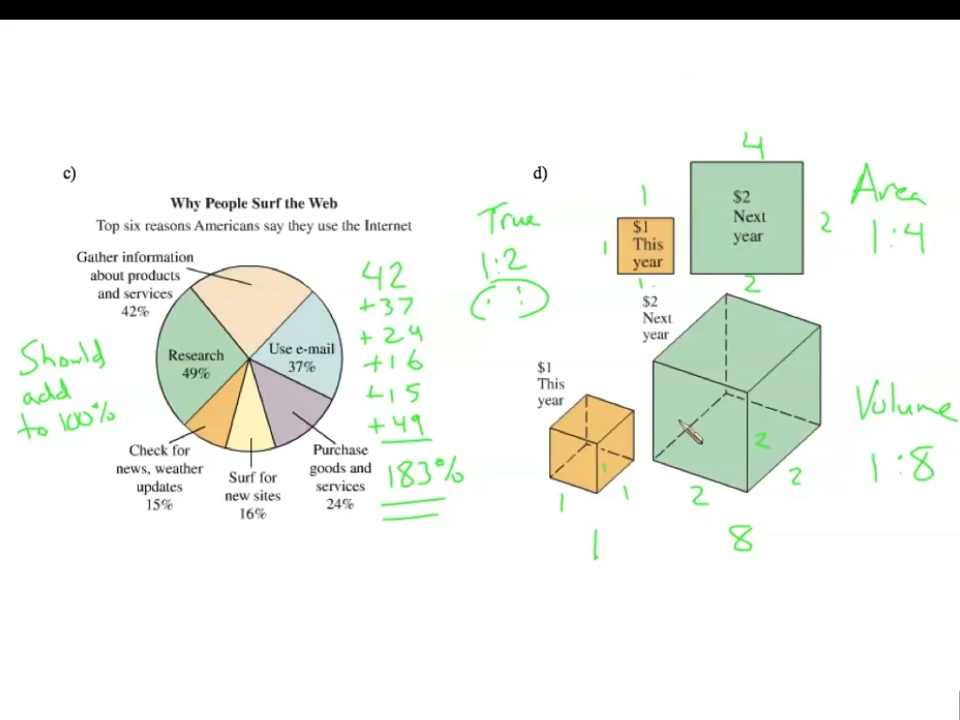 c)
Why People Surf the Web
Top six reasons Americans say they use the Internet
Gather information
about products
and services
42%
Research
49%
Use e-mail
37%
Check for
news, weather
updates
15%
Surf for
new sites
16%
Purchase
goods and
services
24%
Should
add
to 100%
42
+37
+24
+16
+15
+49
183%
True
1:2
d)
1
1
$1
This
year
1
4
$2
Next
year
2
2
Area
1:4
$1
This
year
1
1
1
1
$2
Next
year
2
2
2
8
Volume
1:8